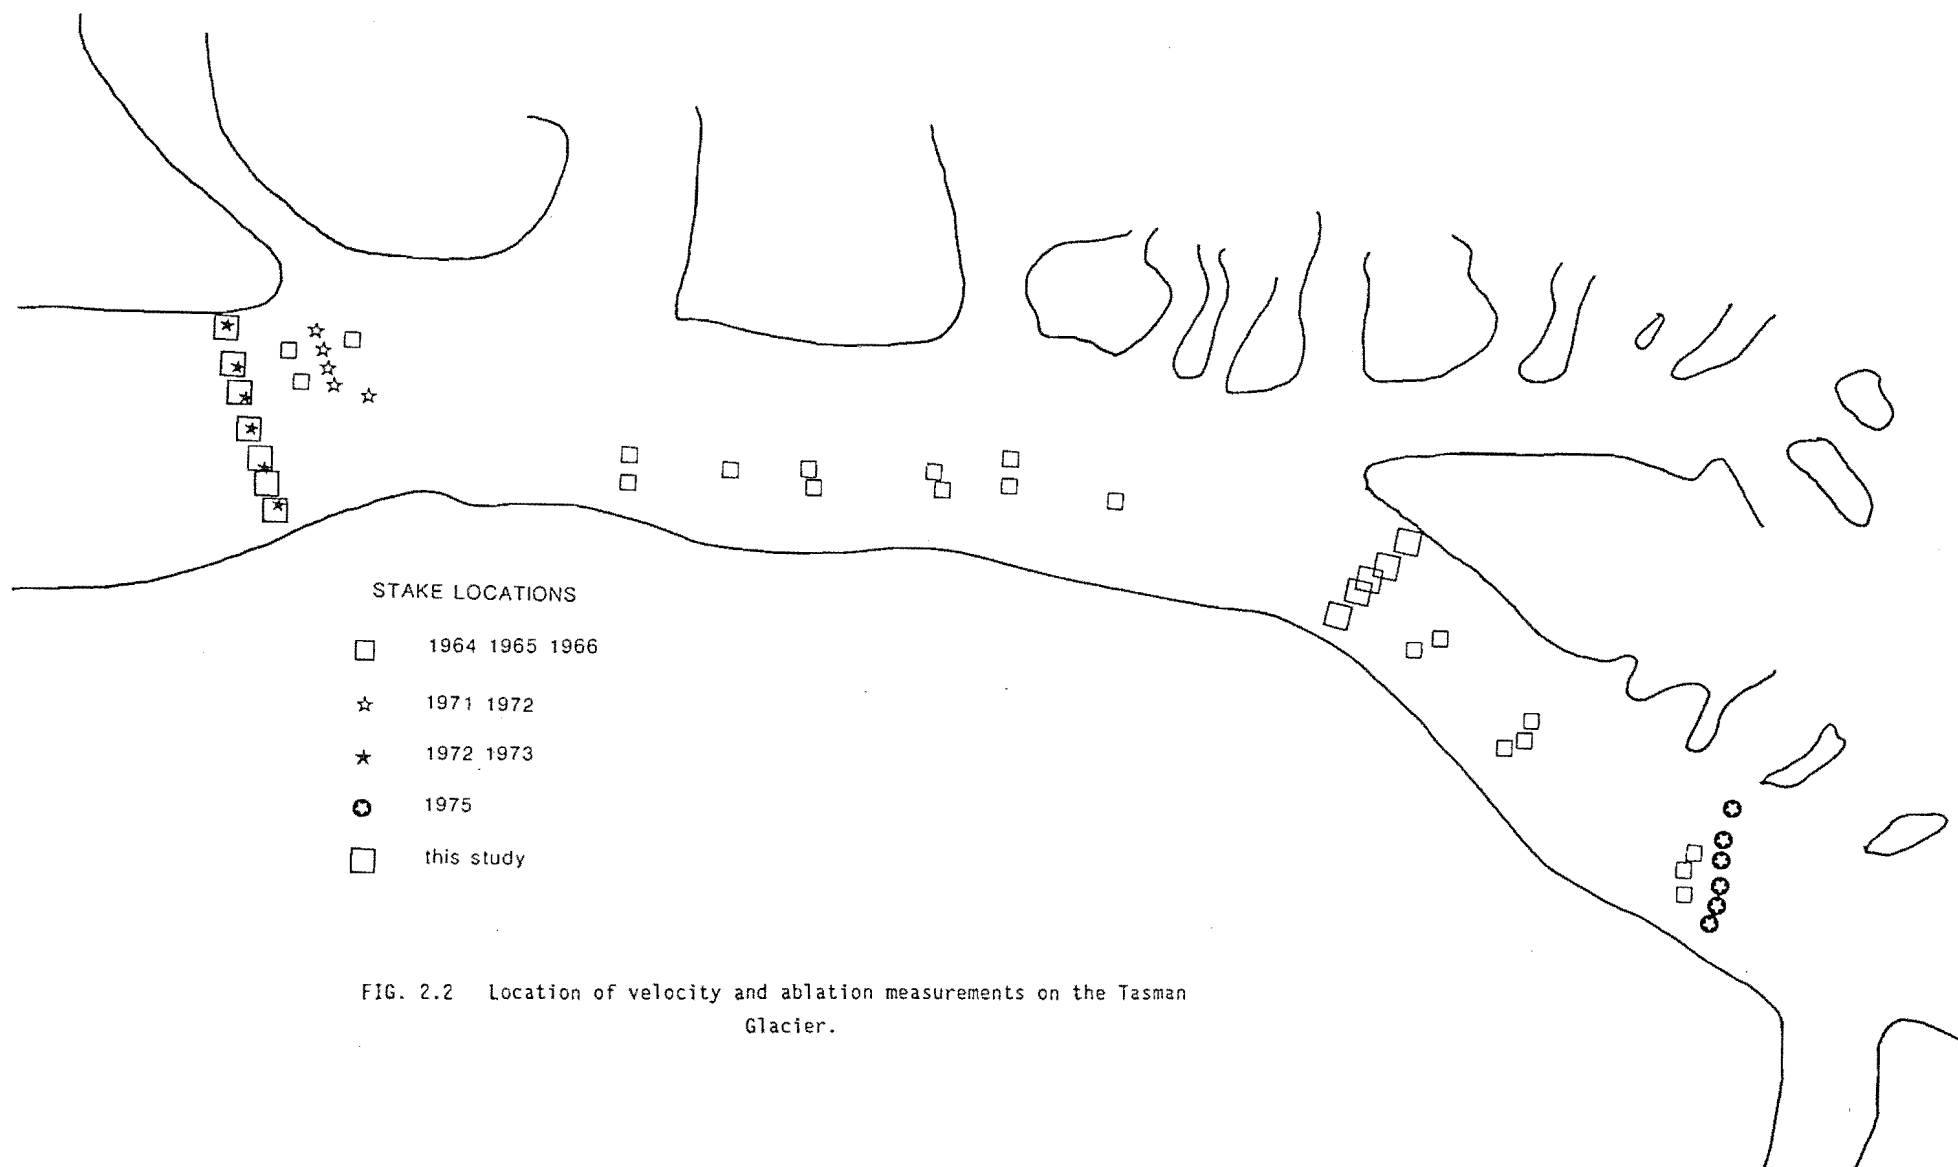 STAKE LOCATIONS
1964 1965 1966
1971 1972
1972 1973
1975
this study
FIG. 2.2 Location of velocity and ablation measurements on the Tasman
Glacier.